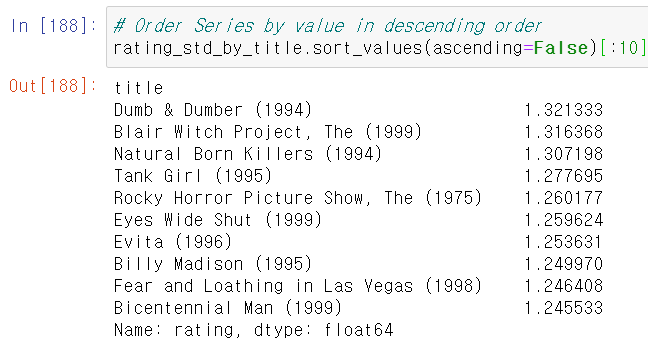 In [188]: # Order Series by value in descending order
rating_std_by_title.sort_values(ascending=False)[:10]
Out[188]: title
Dumb & Dumber (1994) 1.321333
Blair Witch Project, The (1999) 1.316368
Natural Born Killers (1994) 1.307198
Tank Girl (1995) 1.277695
Rocky Horror Picture Show, The (1975) 1.260177
Eyes Wide Shut (1999) 1.259624
Evita (1996) 1.253631
Billy Madison (1995) 1.249970
Fear and Loathing in Las Vegas (1998) 1.246408
Bicentennial Man (1999) 1.245533
Name: rating, dtype: float64